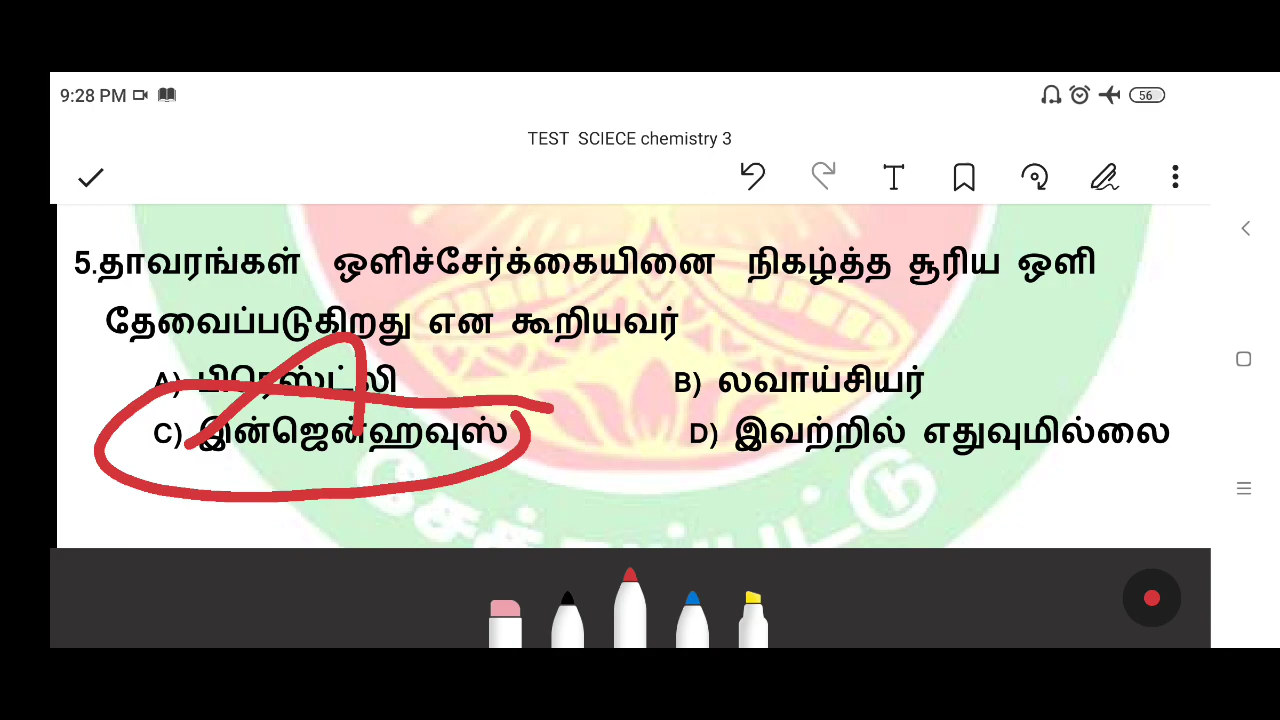 9:28 PM
56
TEST SCIECE chemistry 3
5.தாவரங்கள் ஒளிச்சேர்க்கையினை நிகழ்த்த சூரிய ஒளி
தேவைப்படுகிறது என கூறியவர்
A) பிரெஸ்ட்லி B) லவாய்சியர்
C) இன்ஜென்ஹவுஸ் D) இவற்றில் எதுவுமில்லை